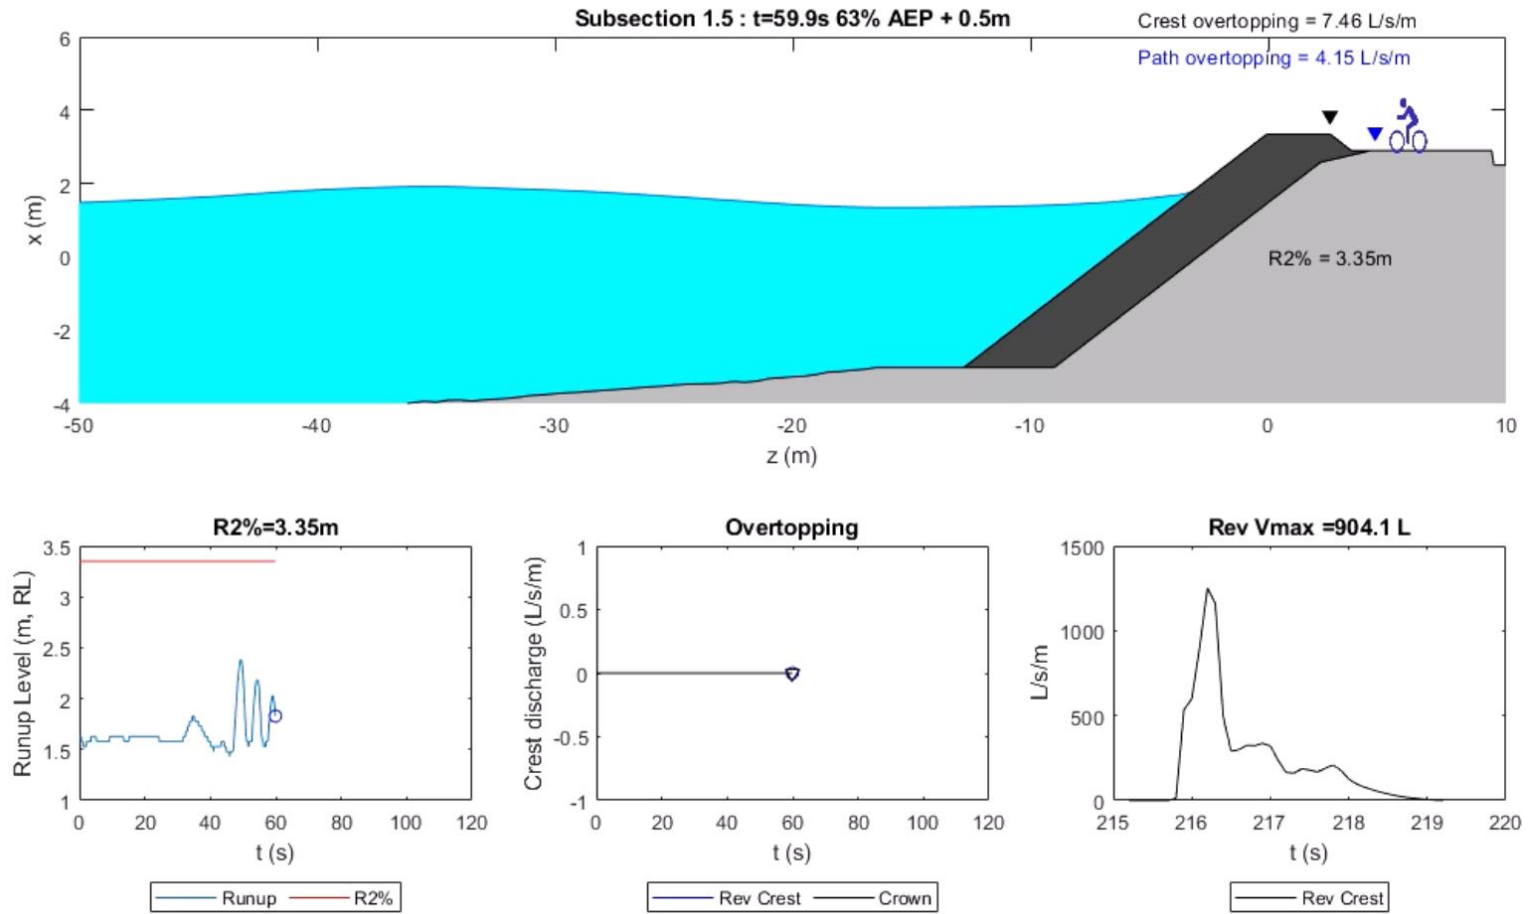 Subsection 1.5 : t=59.9s 63% AEP + 0.5m
Crest overtopping = 7.46 L/s/m
Path overtopping = 4.15 L/s/m
x (m)
6
4
2
0
-2
-4
R2% = 3.35m
-50 -40 -30 -20 -10 0 10
z (m)
R2%=3.35m
Runup Level (m, RL)
3.5
3
2.5
2
1.5
1
0 20 40 60 80 100 120
t (s)
Runup R2%
Overtopping
Crest discharge (L/s/m)
1
0.5
0
-0.5
-1
0 20 40 60 80 100 120
t (s)
Rev Crest Crown
Rev Vmax =904.1 L
L/s/m
1500
1000
500
0
215 216 217 218 219 220
t (s)
Rev Crest